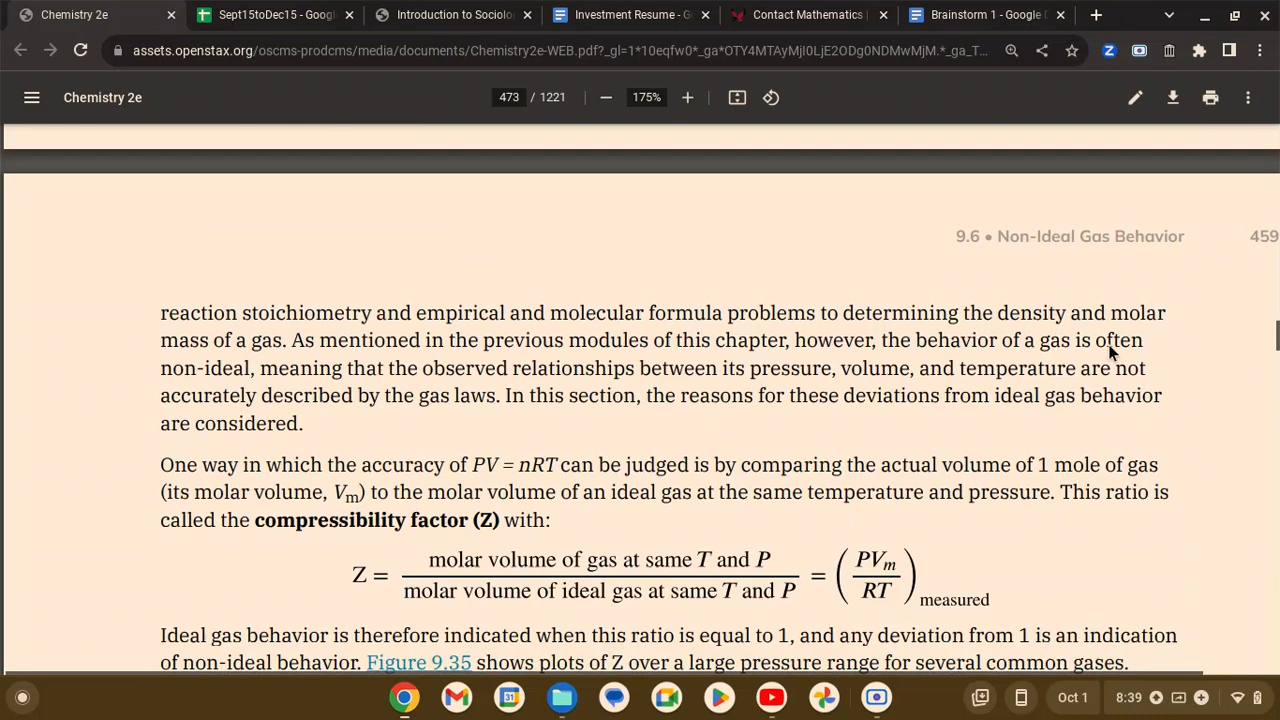 Chemistry 2e
Sept15toDec15 - Googl
Introduction to Sociolo
Investment Resume - G
Contact Mathematics |
Brainstorm 1 - Google D
assets.openstax.org/oscms-prodcms/media/documents/Chemistry2e-WEB.pdf?_gl=1*10eqfw0*_ga*OTY4MTAyMjI0LjE2ODg0NDMwMjM.*_ga_T...
Chemistry 2e
473 / 1221
175%
9.6 • Non-Ideal Gas Behavior 459
reaction stoichiometry and empirical and molecular formula problems to determining the density and molar
mass of a gas. As mentioned in the previous modules of this chapter, however, the behavior of a gas is often
non-ideal, meaning that the observed relationships between its pressure, volume, and temperature are not
accurately described by the gas laws. In this section, the reasons for these deviations from ideal gas behavior
are considered.
One way in which the accuracy of PV = nRT can be judged is by comparing the actual volume of 1 mole of gas
(its molar volume, Vm) to the molar volume of an ideal gas at the same temperature and pressure. This ratio is
called the compressibility factor (Z) with:
Z = molar volume of gas at same T and P / molar volume of ideal gas at same T and P = (PVm / RT) measured
Ideal gas behavior is therefore indicated when this ratio is equal to 1, and any deviation from 1 is an indication
of non-ideal behavior. Figure 9.35 shows plots of Z over a large pressure range for several common gases.
Oct 1
8:39